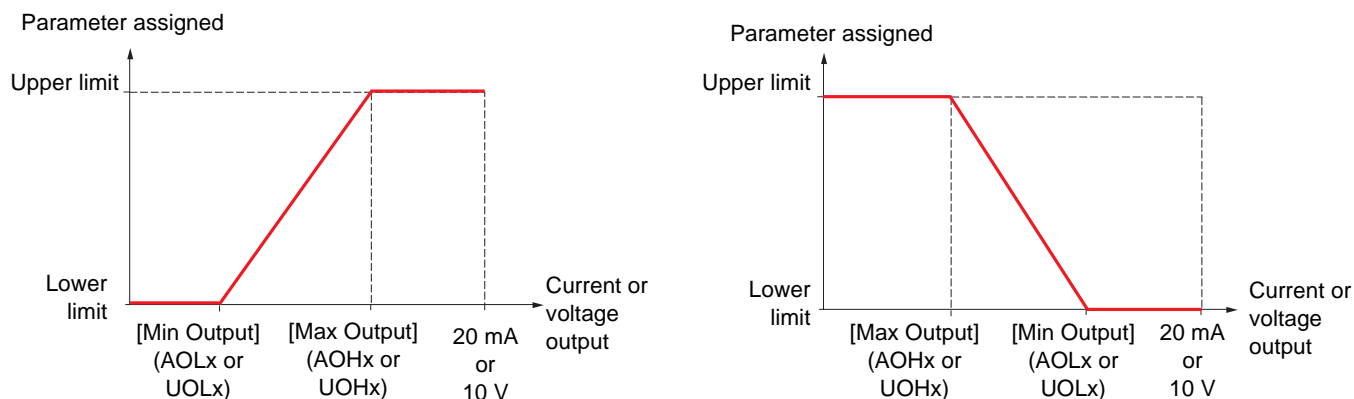 Parameter assigned
Upper limit
Lower
limit
[Min Output]
(AOLx or
UOLx)
[Max Output]
(AOHx or
UOHx)
20 mA
or
10 V
Current or
voltage
output
Parameter assigned
Upper limit
Lower
limit
[Max Output]
(AOHx or
UOHx)
[Min Output]
(AOLx or
UOLx)
20 mA
or
10 V
Current or
voltage
output